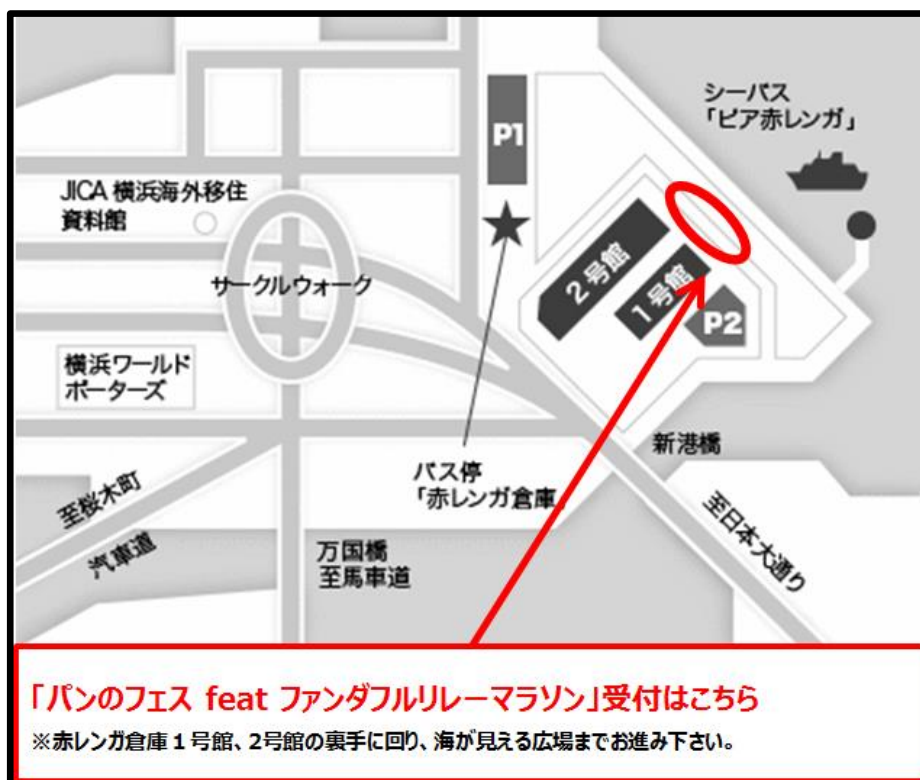 シーバス
「ピア赤レンガ」
P1
JICA 横浜海外移住
資料館
2号館
1号館
P2
サークルウォーク
横浜ワールド
ポーターズ
新港橋
バス停
「赤レンガ倉庫」
至桜木町
汽車道
万国橋
至馬車道
至日本大通り
「パンのフェス feat ファンダフルリレーマラソン」受付はこちら
※赤レンガ倉庫1号館、2号館の裏手に回り、海が見える広場までお進み下さい。